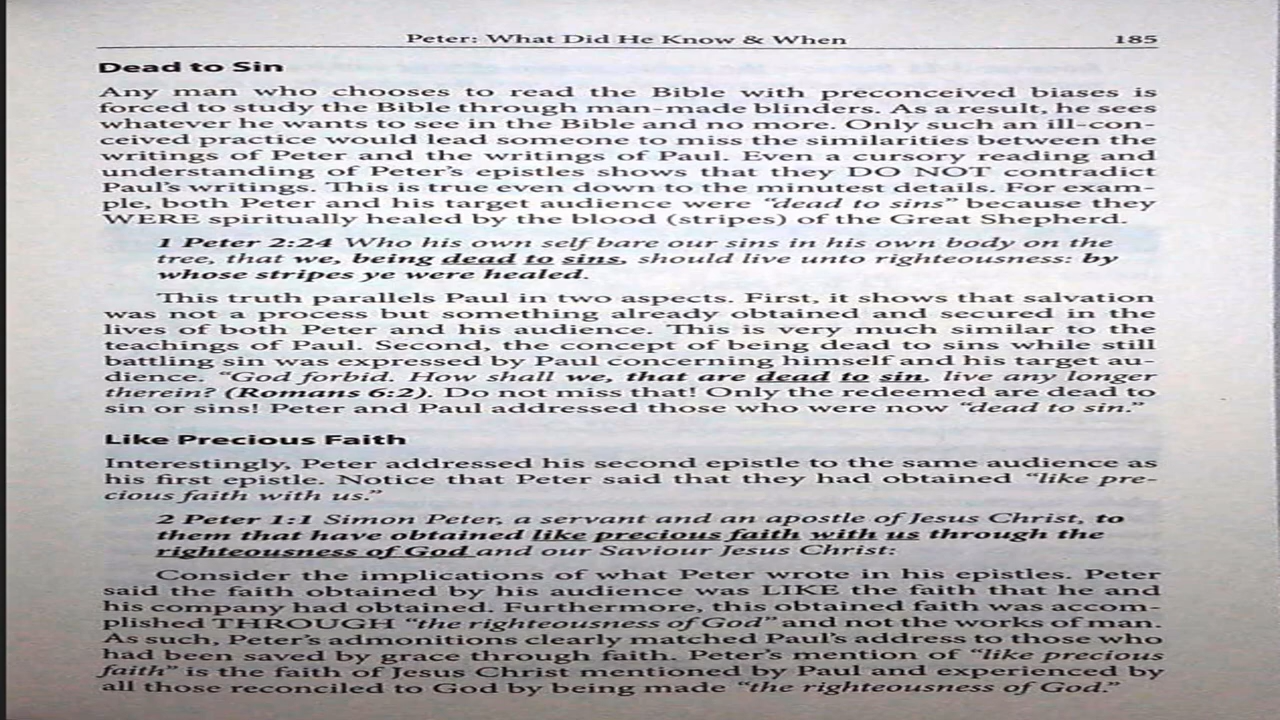 Peter: What Did He Know & When 185
Dead to Sin
Any man who chooses to read the Bible with preconceived biases is
forced to study the Bible through man-made blinders. As a result, he sees
whatever he wants to see in the Bible and no more. Only such an ill-con-
ceived practice would lead someone to miss the similarities between the
writings of Peter and the writings of Paul. Even a cursory reading and
understanding of Peter's epistles shows that they DO NOT contradict
Paul's writings. This is true even down to the minutest details. For exam-
ple, both Peter and his target audience were "dead to sins" because they
WERE spiritually healed by the blood (stripes) of the Great Shepherd.
1 Peter 2:24 Who his own self bare our sins in his own body on the
tree, that we, being dead to sins, should live unto righteousness: by
whose stripes ye were healed.
This truth parallels Paul in two aspects. First, it shows that salvation
was not a process but something already obtained and secured in the
lives of both Peter and his audience. This is very much similar to the
teachings of Paul. Second, the concept of being dead to sins while still
battling sin was expressed by Paul concerning himself and his target au-
dience. "God forbid. How shall we, that are dead to sin, live any longer
therein? (Romans 6:2). Do not miss that! Only the redeemed are dead to
sin or sins! Peter and Paul addressed those who were now "dead to sin."
Like Precious Faith
Interestingly, Peter addressed his second epistle to the same audience as
his first epistle. Notice that Peter said that they had obtained "like pre-
cious faith with us."
2 Peter 1:1 Simon Peter, a servant and an apostle of Jesus Christ, to
them that have obtained like precious faith with us through the
righteousness of God and our Saviour Jesus Christ:
Consider the implications of what Peter wrote in his epistles. Peter
said the faith obtained by his audience was LIKE the faith that he and
his company had obtained. Furthermore, this obtained faith was accom-
plished THROUGH "the righteousness of God" and not the works of man.
As such, Peter's admonitions clearly matched Paul's address to those who
had been saved by grace through faith. Peter's mention of "like precious
faith" is the faith of Jesus Christ mentioned by Paul and experienced by
all those reconciled to God by being made "the righteousness of God."